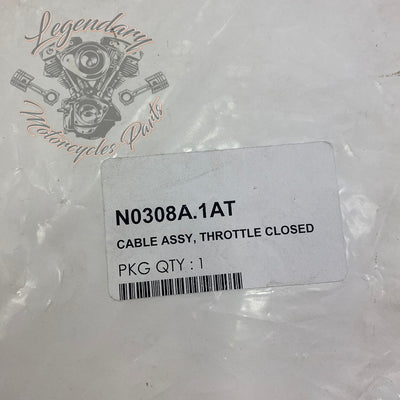 Legendary
Motorcycles Parts
N0308A.1AT
CABLE ASSY, THROTTLE CLOSED
PKG QTY : 1